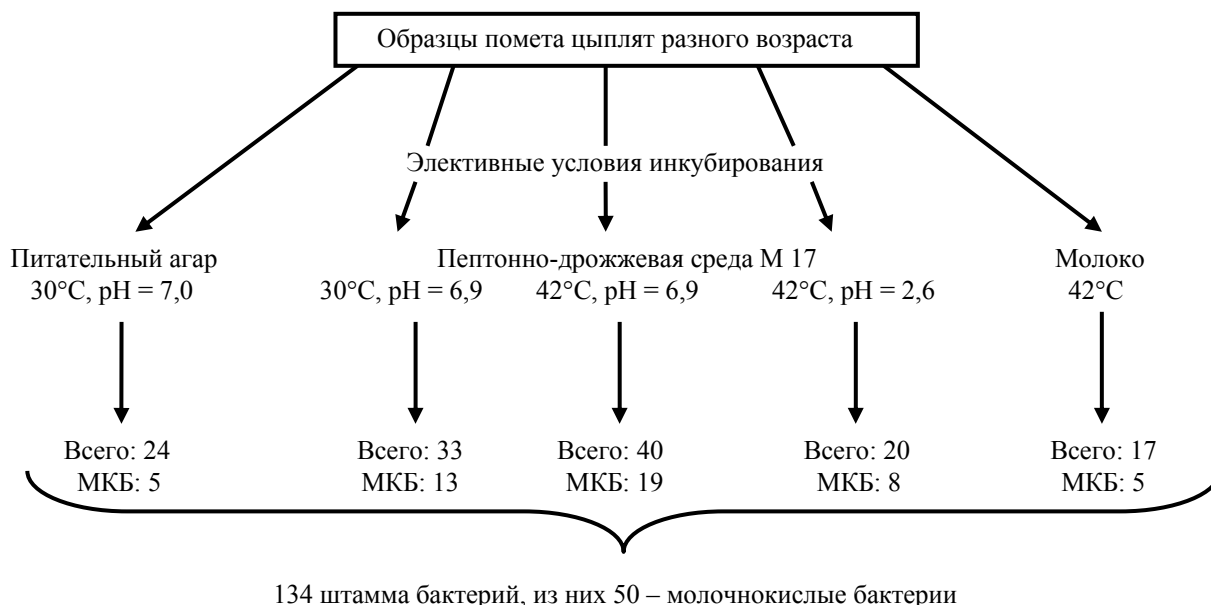 Образцы помета цыплят разного возраста
Элективные условия инкубирования
Питательный агар
30°C, pH = 7,0
Пептонно-дрожжевая среда М 17
30°C, pH = 6,9
42°C, pH = 6,9
42°C, pH = 2,6
Молоко
42°C
Всего: 24
МКБ: 5
Всего: 33
МКБ: 13
Всего: 40
МКБ: 19
Всего: 20
МКБ: 8
Всего: 17
МКБ: 5
134 штамма бактерий, из них 50 – молочнокислые бактерии